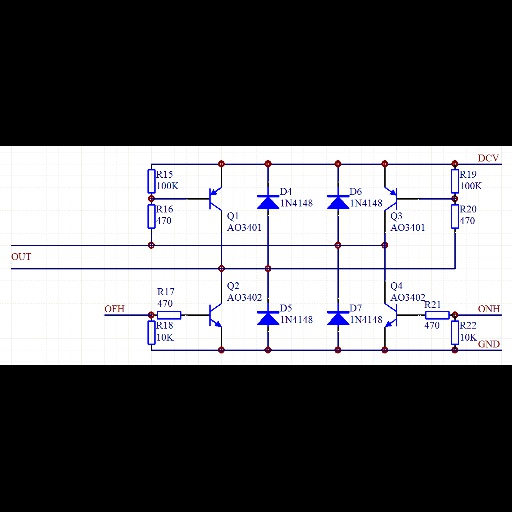 DCV
R15
100K
R16
470
Q1
AO3401
D4
1N4148
D6
1N4148
Q3
AO3401
R19
100K
R20
470
OUT
OFH
R17
470
R18
10K
Q2
AO3402
D5
1N4148
D7
1N4148
Q4
AO3402
R21
470
ONH
R22
10K
GND